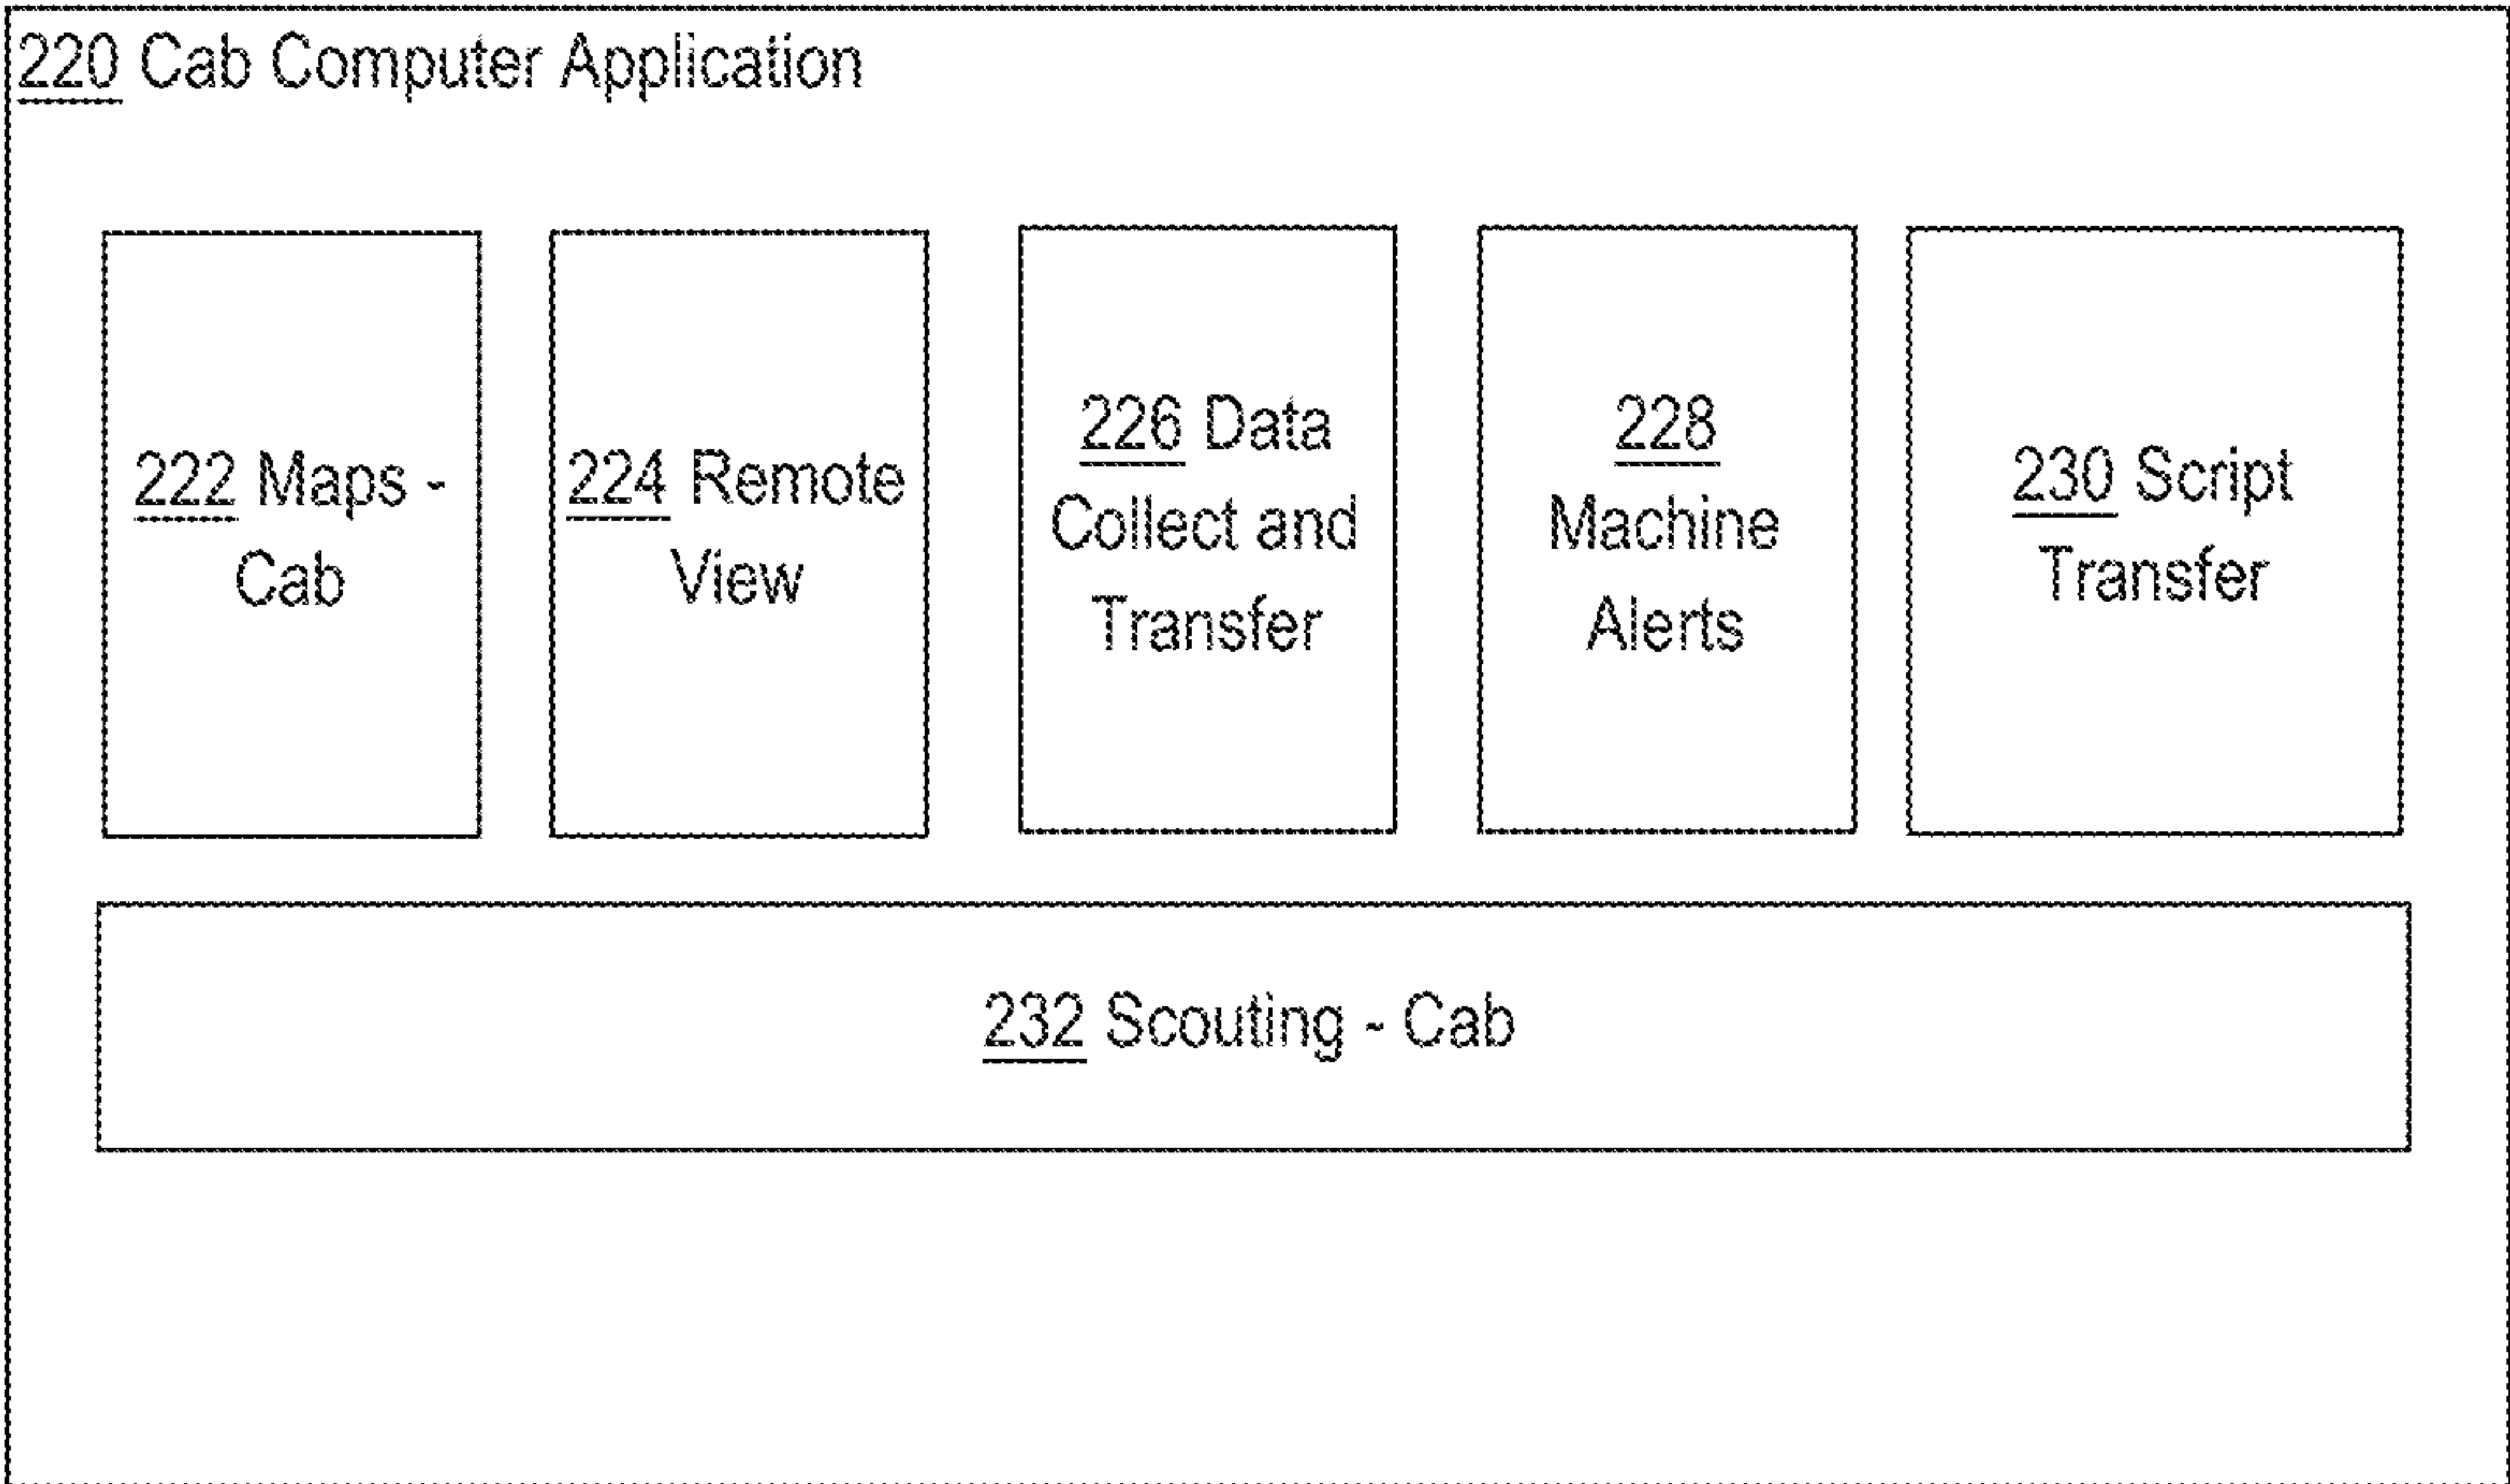 220 Cab Computer Application
222 Maps -
Cab
224 Remote
View
226 Data
Collect and
Transfer
228
Machine
Alerts
230 Script
Transfer
232 Scouting - Cab